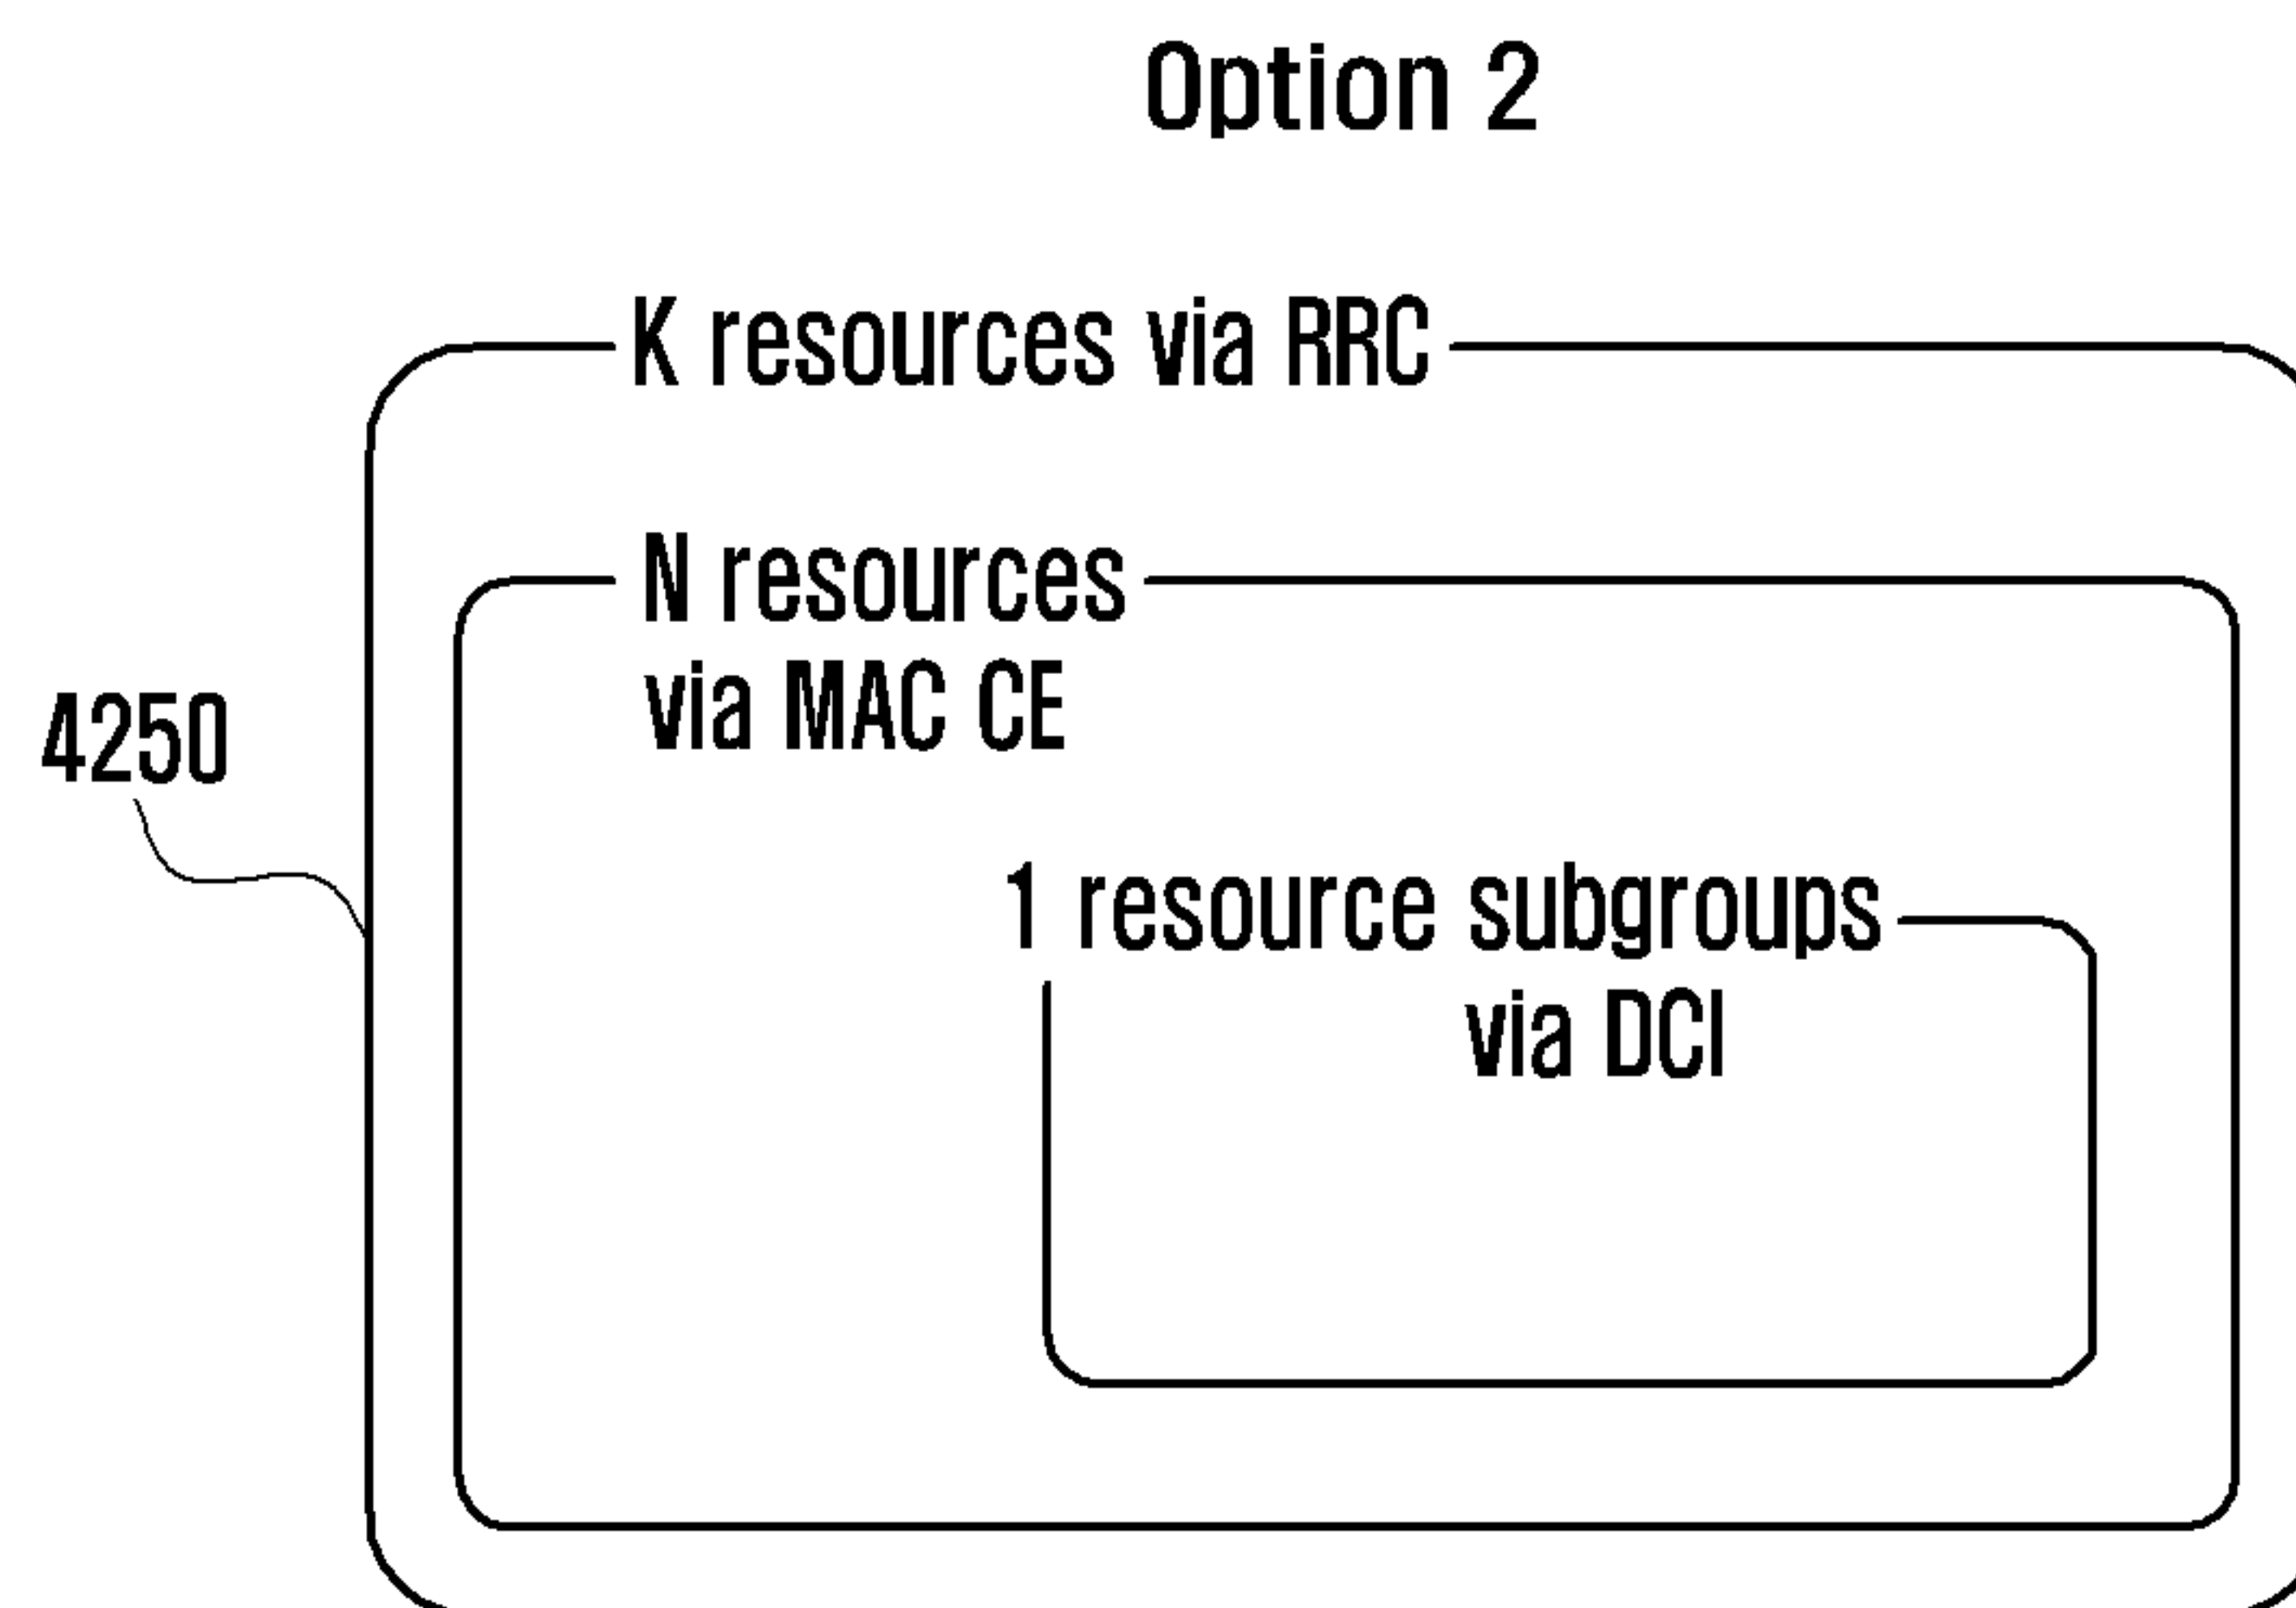 Option 2
K resources via RRC
N resources
via MAC CE
4250
1 resource subgroups
via DCI